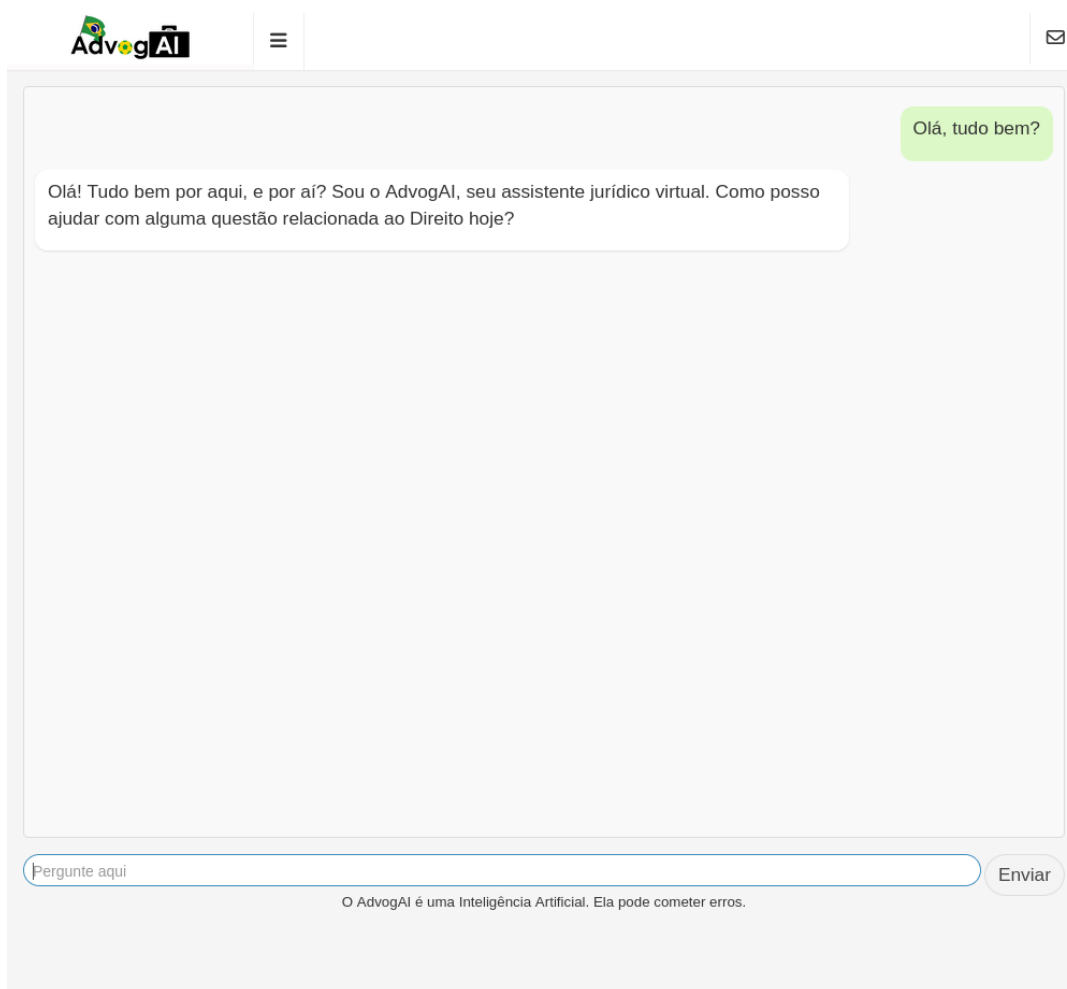 AdvogAI
Olá, tudo bem?
Olá! Tudo bem por aqui, e por aí? Sou o AdvogAI, seu assistente jurídico virtual. Como posso
ajudar com alguma questão relacionada ao Direito hoje?
Pergunte aqui
Enviar
O AdvogAI é uma Inteligência Artificial. Ela pode cometer erros.